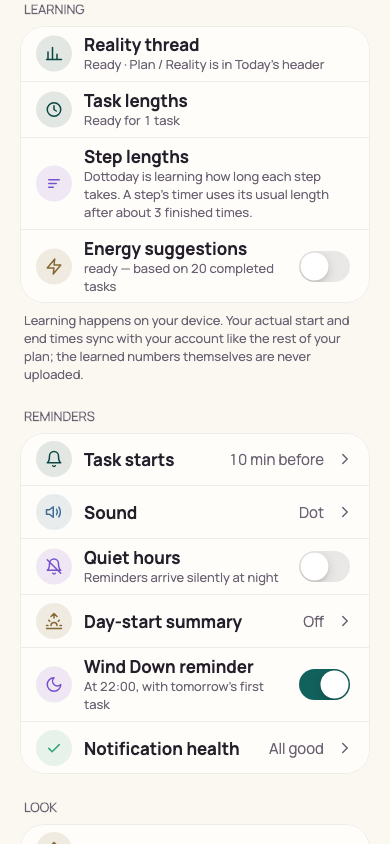 LEARNING
Reality thread
Ready · Plan / Reality is in Today's header
Task lengths
Ready for 1 task
Step lengths
Dottoday is learning how long each step
takes. A step's timer uses its usual length
after about 3 finished times.
Energy suggestions
ready — based on 20 completed
tasks
Learning happens on your device. Your actual start and
end times sync with your account like the rest of your
plan; the learned numbers themselves are never
uploaded.
REMINDERS
Task starts 10 min before
Sound Dot
Quiet hours
Reminders arrive silently at night
Day-start summary Off
Wind Down reminder
At 22:00, with tomorrow's first
task
Notification health All good
LOOK